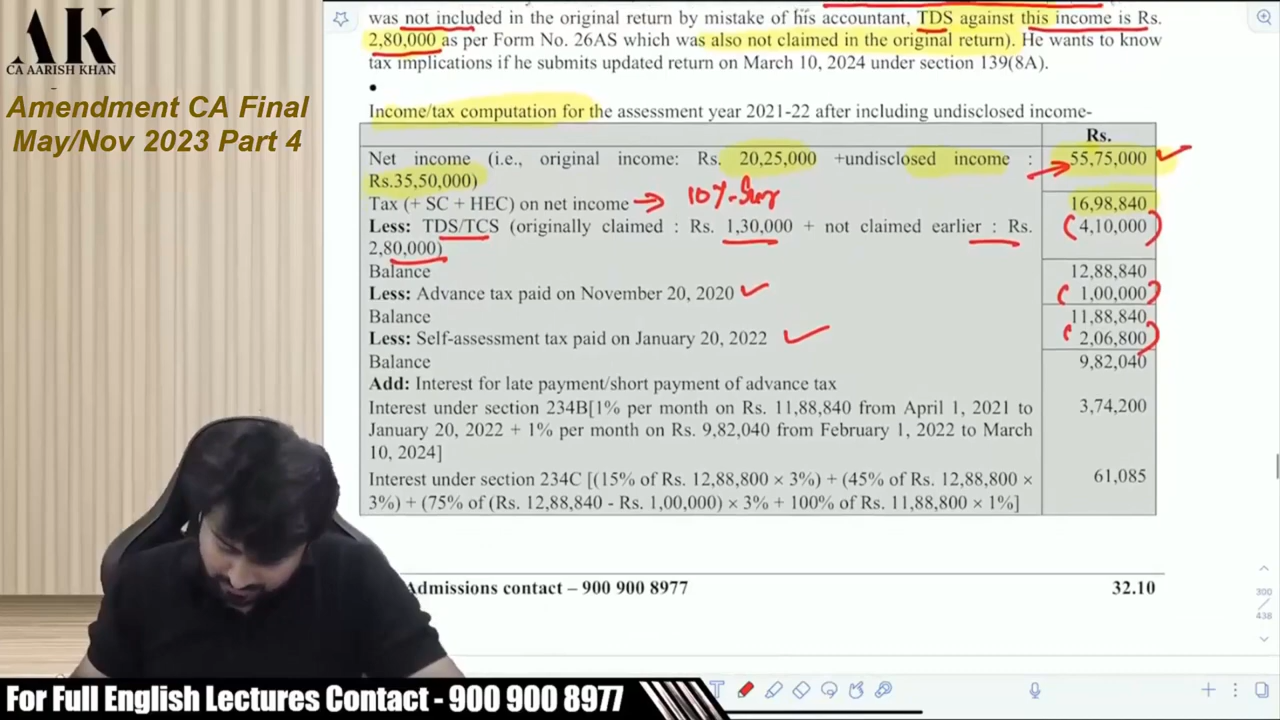 was not included in the original return by mistake of his accountant, TDS against this income is Rs.
2,80,000 as per Form No. 26AS which was also not claimed in the original return). He wants to know
tax implications if he submits updated return on March 10, 2024 under section 139(8A).
AK
CA AARISH KHAN
Amendment CA Final
May/Nov 2023 Part 4
Income/tax computation for the assessment year 2021-22 after including undisclosed income-
Rs.
Net income (i.e., original income: Rs. 20,25,000 +undisclosed income : 55,75,000
Rs.35,50,000)
Tax (+ SC + HEC) on net income → 10% Sur 16,98,840
Less: TDS/TCS (originally claimed : Rs. 1,30,000 + not claimed earlier : Rs. (4,10,000)
2,80,000)
Balance 12,88,840
Less: Advance tax paid on November 20, 2020 (1,00,000)
Balance 11,88,840
Less: Self-assessment tax paid on January 20, 2022 (2,06,800)
Balance 9,82,040
Add: Interest for late payment/short payment of advance tax
Interest under section 234B[1% per month on Rs. 11,88,840 from April 1, 2021 to 3,74,200
January 20, 2022 + 1% per month on Rs. 9,82,040 from February 1, 2022 to March
10, 2024]
Interest under section 234C [(15% of Rs. 12,88,800 × 3%) + (45% of Rs. 12,88,800 × 61,085
3%) + (75% of (Rs. 12,88,840 - Rs. 1,00,000) × 3% + 100% of Rs. 11,88,800 × 1%]
Admissions contact – 900 900 8977 32.10
300
/
438
For Full English Lectures Contact - 900 900 8977